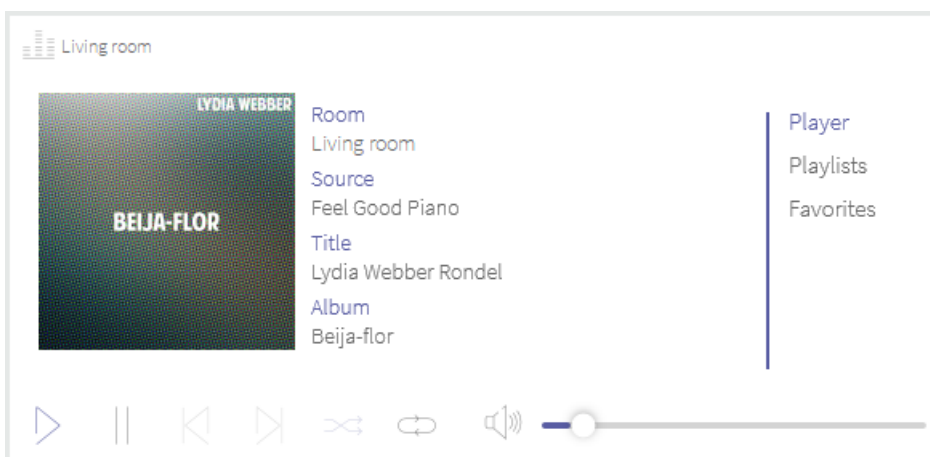 Living room
LYDIA WEBBER
BEIJA-FLOR
Room
Living room
Source
Feel Good Piano
Title
Lydia Webber Rondel
Album
Beija-flor
Player
Playlists
Favorites